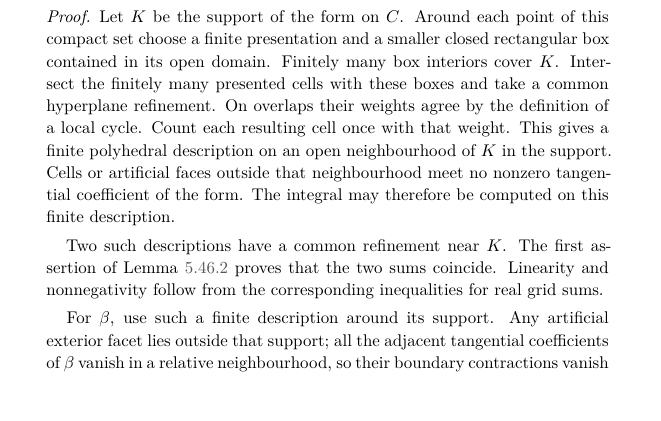 Proof. Let K be the support of the form on C. Around each point of this
compact set choose a finite presentation and a smaller closed rectangular box
contained in its open domain. Finitely many box interiors cover K. Inter-
sect the finitely many presented cells with these boxes and take a common
hyperplane refinement. On overlaps their weights agree by the definition of
a local cycle. Count each resulting cell once with that weight. This gives a
finite polyhedral description on an open neighbourhood of K in the support.
Cells or artificial faces outside that neighbourhood meet no nonzero tangen-
tial coefficient of the form. The integral may therefore be computed on this
finite description.
Two such descriptions have a common refinement near K. The first as-
sertion of Lemma 5.46.2 proves that the two sums coincide. Linearity and
nonnegativity follow from the corresponding inequalities for real grid sums.
For β, use such a finite description around its support. Any artificial
exterior facet lies outside that support; all the adjacent tangential coefficients
of β vanish in a relative neighbourhood, so their boundary contractions vanish